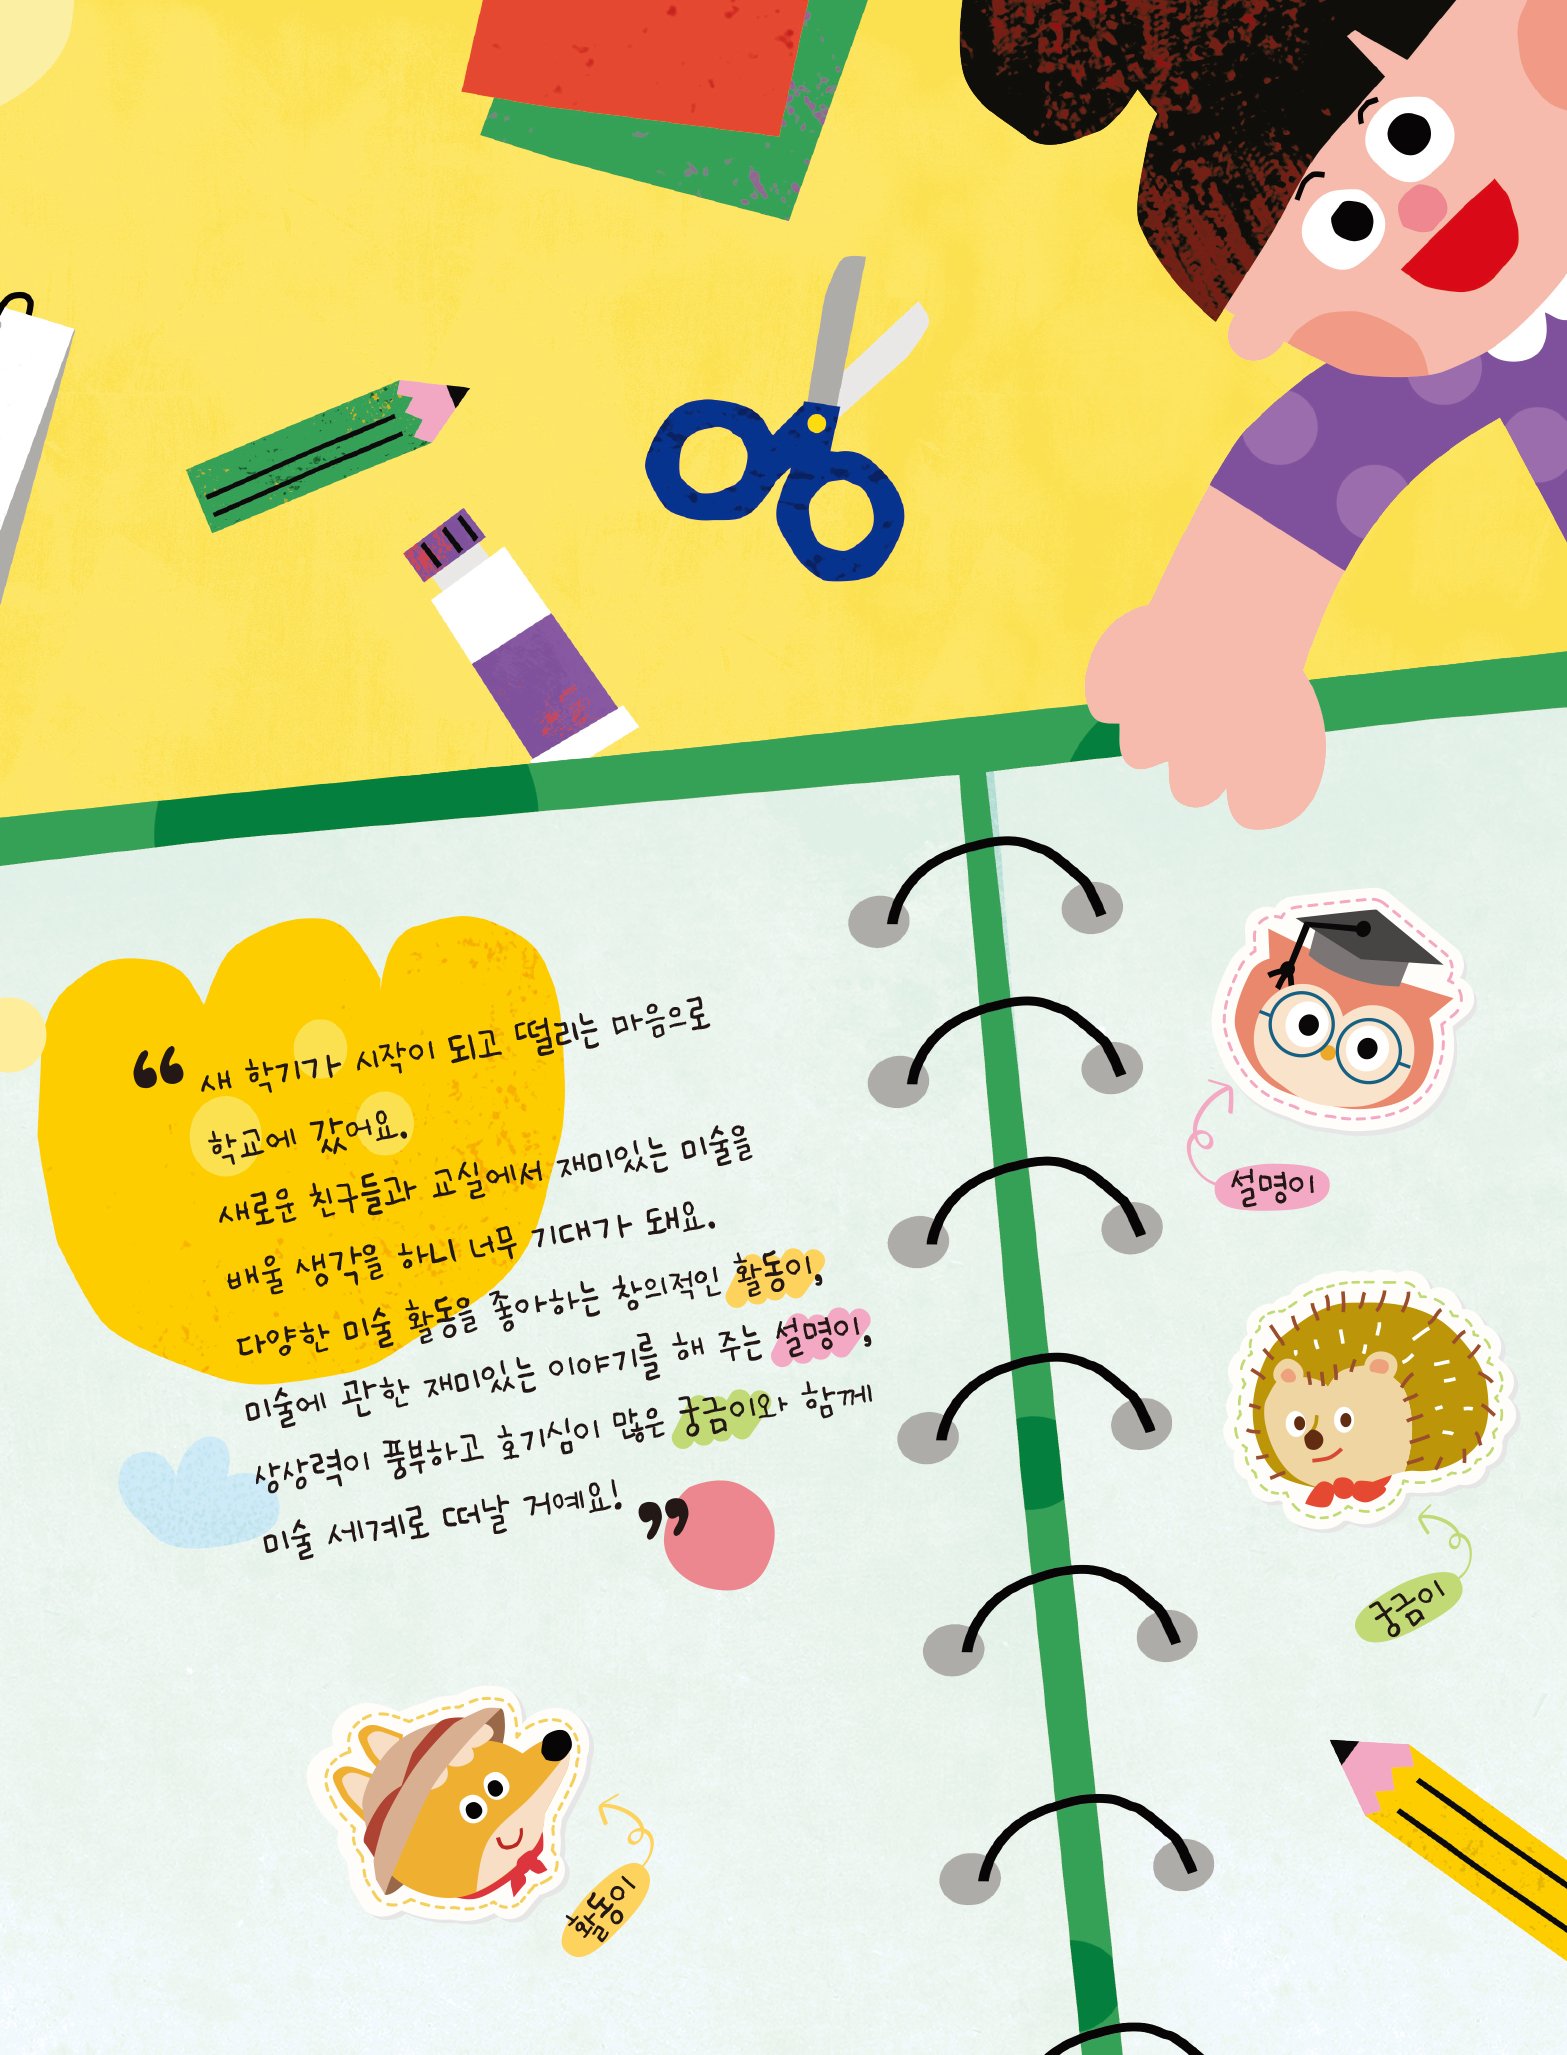 “새 학기가 시작이 되고 떨리는 마음으로
학교에 갔어요.
새로운 친구들과 교실에서 재미있는 미술을
배울 생각을 하니 너무 기대가 돼요.
다양한 미술 활동을 좋아하는 창의적인 활동이,
미술에 관한 재미있는 이야기를 해 주는 설명이,
상상력이 풍부하고 호기심이 많은 궁금이와 함께
미술 세계로 떠날 거예요!”
설명이
궁금이
활동이